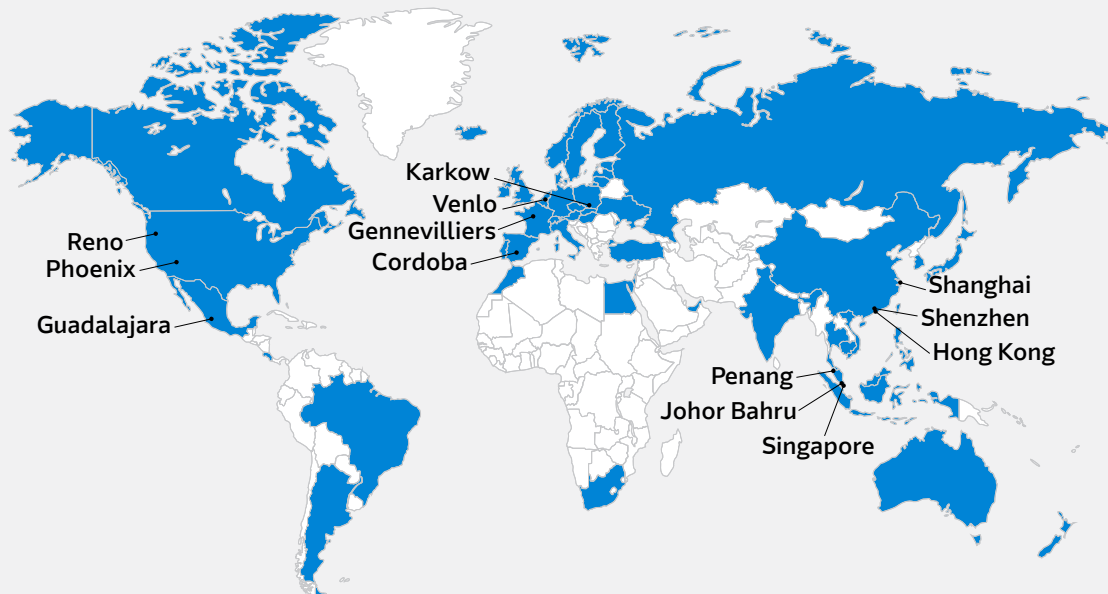 Karkow
Venlo
Gennevilliers
Cordoba
Reno
Phoenix
Guadalajara
Shanghai
Shenzhen
Hong Kong
Penang
Johor Bahru
Singapore